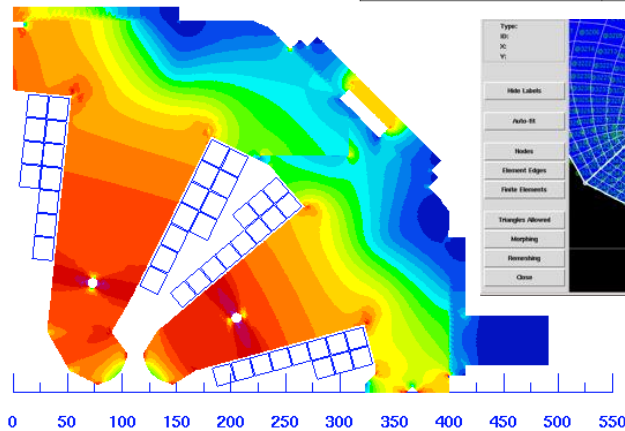 Type:
ID:
X:
Y:
Hide Labels
Auto-fit
Nodes
Element Edges
Finite Elements
Triangles Allowed
Morphing
Remeshing
Close
0 50 100 150 200 250 300 350 400 450 500 550